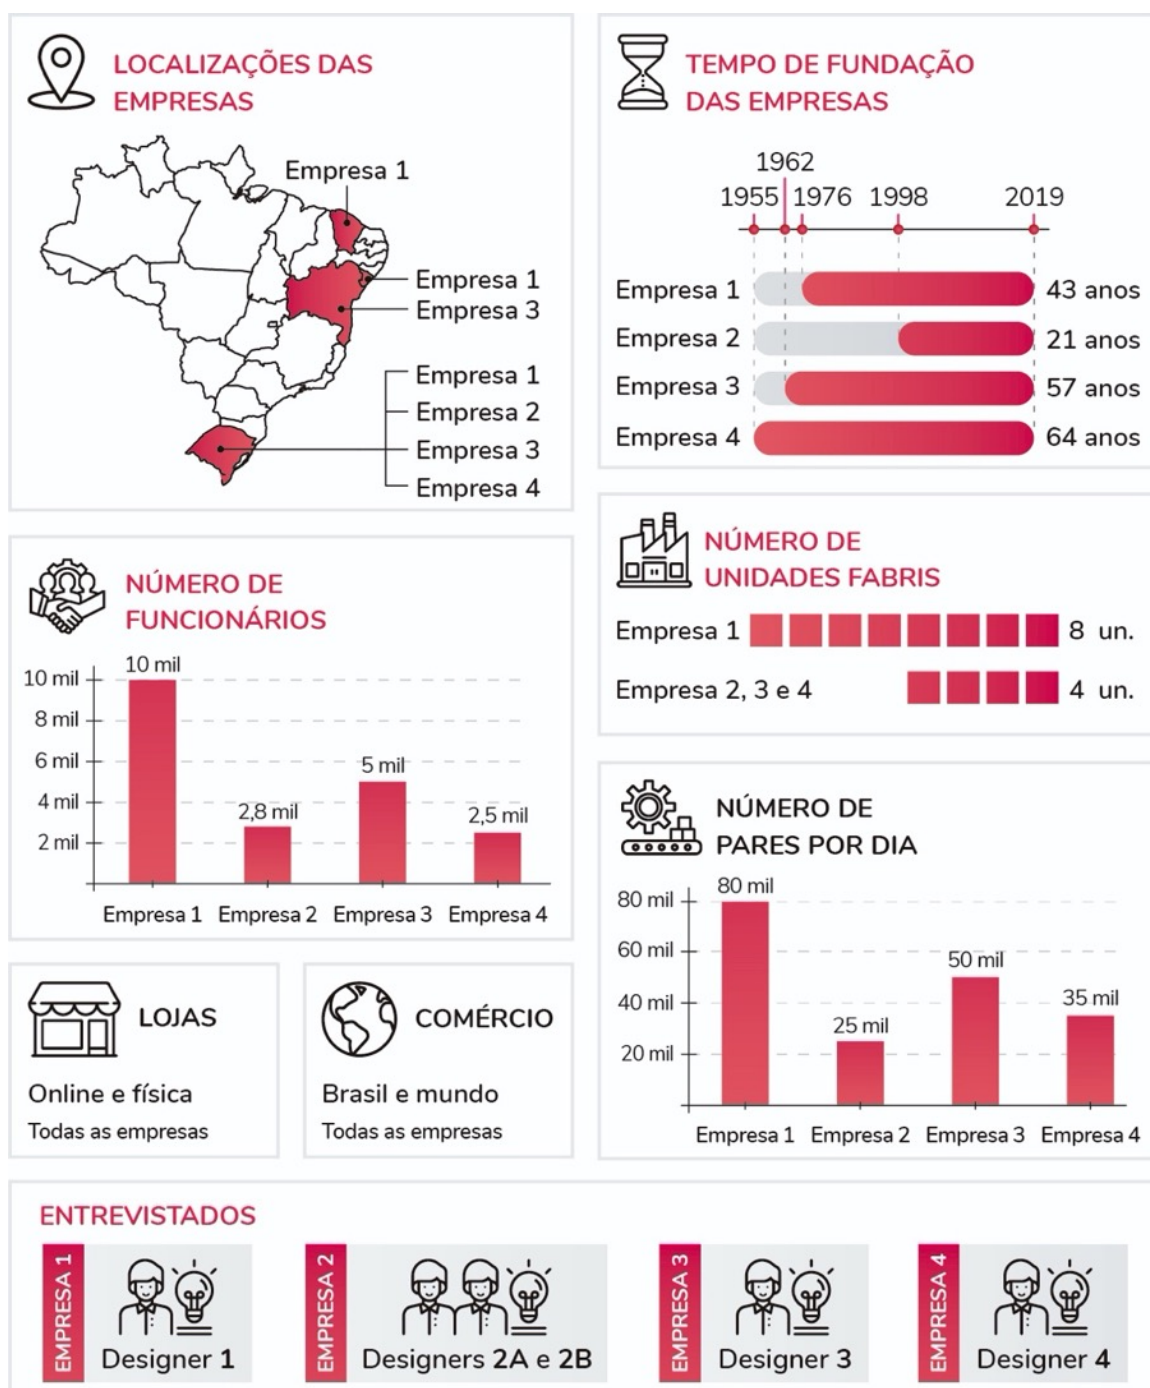 LOCALIZAÇÕES DAS
EMPRESAS
Empresa 1
Empresa 1
Empresa 3
Empresa 1
Empresa 2
Empresa 3
Empresa 4
TEMPO DE FUNDAÇÃO
DAS EMPRESAS
1962
1955 1976 1998 2019
Empresa 1 43 anos
Empresa 2 21 anos
Empresa 3 57 anos
Empresa 4 64 anos
NÚMERO DE
FUNCIONÁRIOS
10 mil
10 mil
8 mil
6 mil
5 mil
4 mil
2,8 mil 2,5 mil
2 mil
Empresa 1 Empresa 2 Empresa 3 Empresa 4
NÚMERO DE
UNIDADES FABRIS
Empresa 1 8 un.
Empresa 2, 3 e 4 4 un.
NÚMERO DE
PARES POR DIA
80 mil
80 mil
60 mil
50 mil
40 mil
35 mil
25 mil
20 mil
Empresa 1 Empresa 2 Empresa 3 Empresa 4
LOJAS
Online e física
Todas as empresas
COMÉRCIO
Brasil e mundo
Todas as empresas
ENTREVISTADOS
EMPRESA 1
Designer 1
EMPRESA 2
Designers 2A e 2B
EMPRESA 3
Designer 3
EMPRESA 4
Designer 4